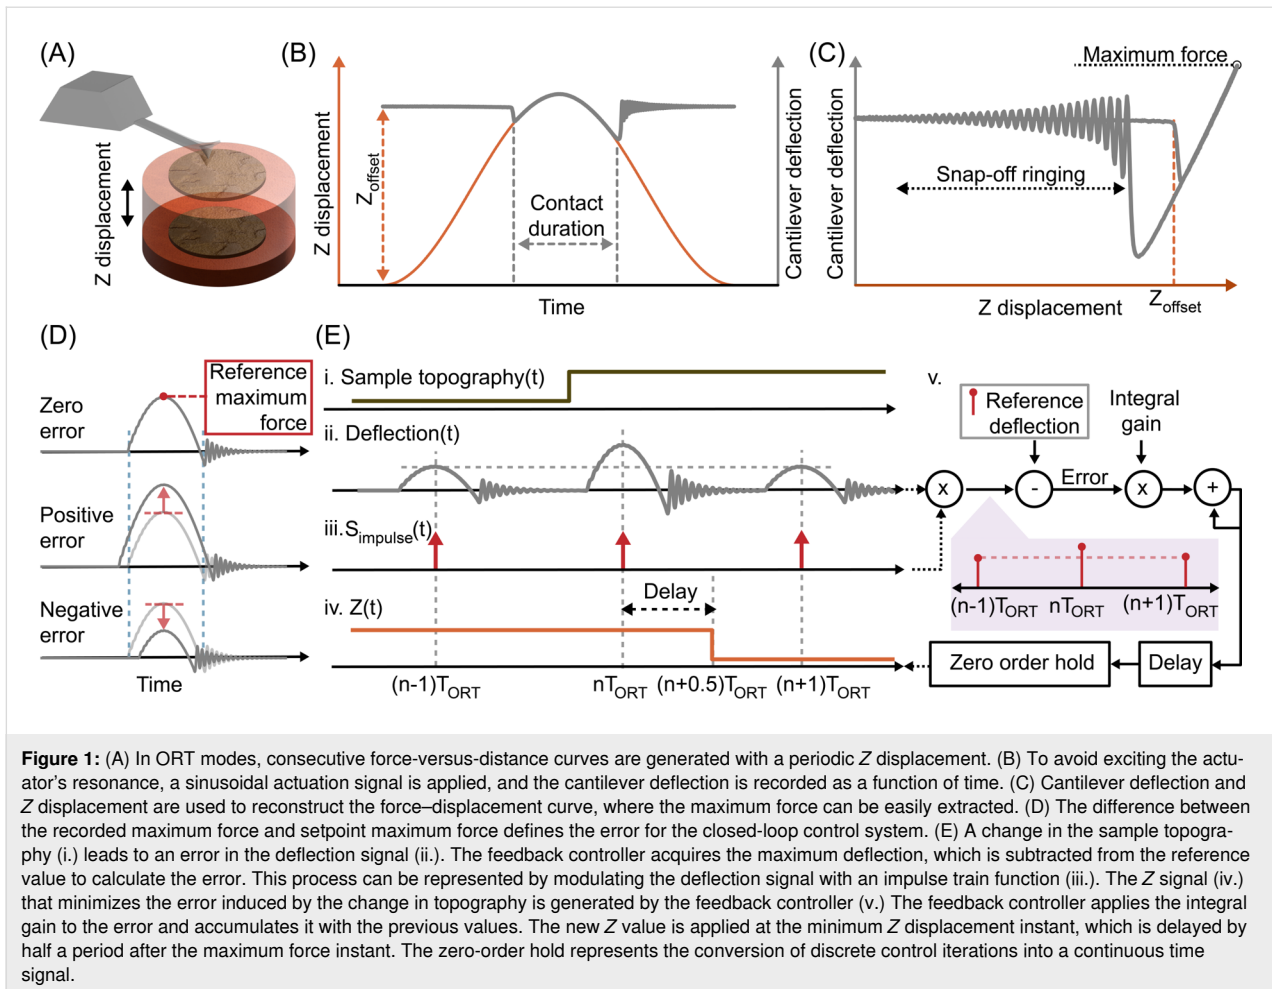 (A)
Z displacement
(B)
Z displacement
Z_offset
Contact
duration
Time
Cantilever deflection
(C)
Cantilever deflection
Maximum force
Snap-off ringing
Z displacement
Z_offset
(D)
Reference
maximum
force
Zero
error
Positive
error
Negative
error
Time
(E)
i. Sample topography(t)
ii. Deflection(t)
iii.S_impulse(t)
Delay
iv. Z(t)
(n-1)T_ORT
nT_ORT
(n+0.5)T_ORT
(n+1)T_ORT
v.
Reference
deflection
Integral
gain
x
-
Error
x
+
(n-1)T_ORT
nT_ORT
(n+1)T_ORT
Zero order hold
Delay
Figure 1: (A) In ORT modes, consecutive force-versus-distance curves are generated with a periodic Z displacement. (B) To avoid exciting the actu-
ator's resonance, a sinusoidal actuation signal is applied, and the cantilever deflection is recorded as a function of time. (C) Cantilever deflection and
Z displacement are used to reconstruct the force–displacement curve, where the maximum force can be easily extracted. (D) The difference between
the recorded maximum force and setpoint maximum force defines the error for the closed-loop control system. (E) A change in the sample topogra-
phy (i.) leads to an error in the deflection signal (ii.). The feedback controller acquires the maximum deflection, which is subtracted from the reference
value to calculate the error. This process can be represented by modulating the deflection signal with an impulse train function (iii.). The Z signal (iv.)
that minimizes the error induced by the change in topography is generated by the feedback controller (v.) The feedback controller applies the integral
gain to the error and accumulates it with the previous values. The new Z value is applied at the minimum Z displacement instant, which is delayed by
half a period after the maximum force instant. The zero-order hold represents the conversion of discrete control iterations into a continuous time
signal.